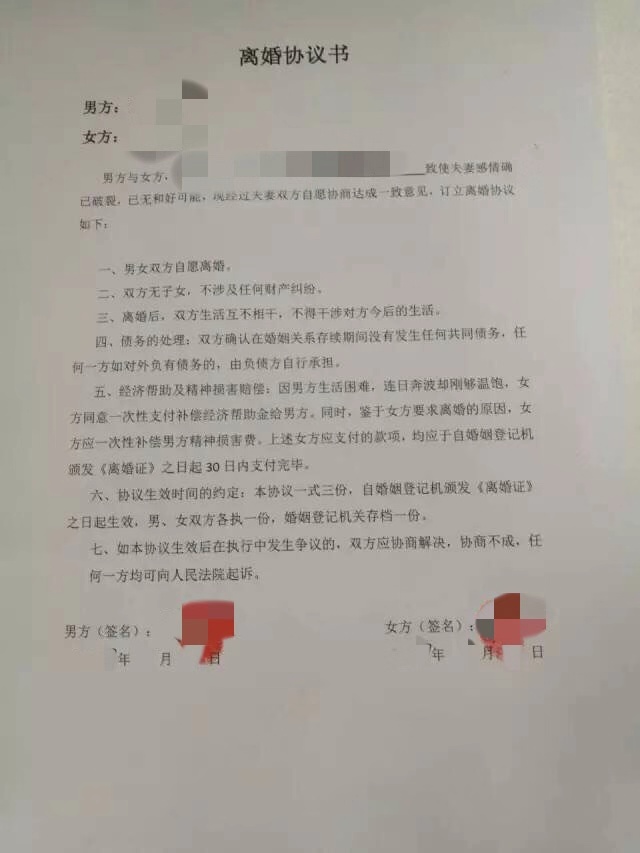 离婚协议书
男方：
女方：
男方与女方，致使夫妻感情确
已破裂，已无和好可能，现经过夫妻双方自愿协商达成一致意见，订立离婚协议
如下：
一、男女双方自愿离婚。
二、双方无子女，不涉及任何财产纠纷。
三、离婚后，双方生活互不相干，不得干涉对方今后的生活。
四、债务的处理：双方确认在婚姻关系存续期间没有发生任何共同债务，任
何一方如对外负有债务的，由负债方自行承担。
五、经济帮助及精神损害赔偿：因男方生活困难，连日奔波却刚够温饱，女
方同意一次性支付补偿经济帮助金给男方。同时，鉴于女方要求离婚的原因，女
方应一次性补偿男方精神损害费。上述女方应支付的款项，均应于自婚姻登记机
颁发《离婚证》之日起 30 日内支付完毕。
六、协议生效时间的约定：本协议一式三份，自婚姻登记机颁发《离婚证》
之日起生效，男、女双方各执一份，婚姻登记机关存档一份。
七、如本协议生效后在执行中发生争议的，双方应协商解决，协商不成，任
何一方均可向人民法院起诉。
男方（签名）： 女方（签名）：
年 月 日 年 月 日